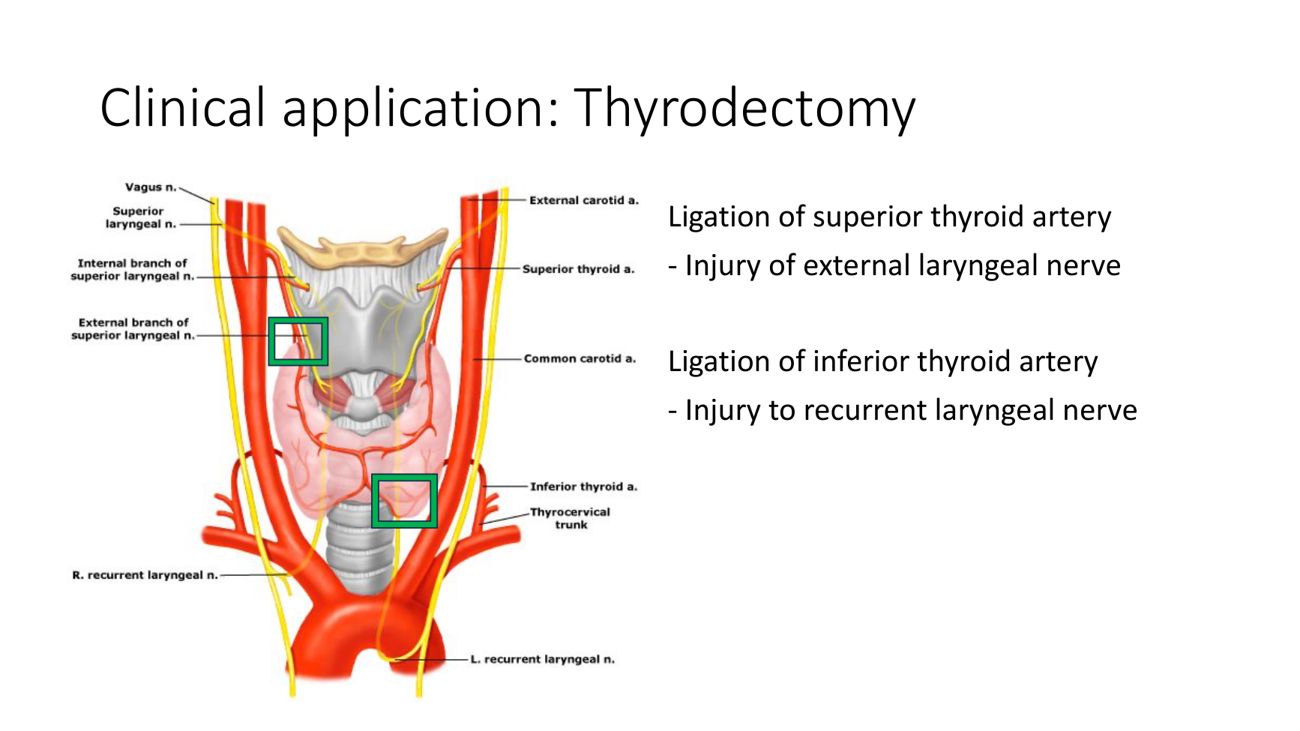 Clinical application: Thyrodectomy
Vagus n.
Superior
laryngeal n.
Internal branch of
superior laryngeal n.
External branch of
superior laryngeal n.
R. recurrent laryngeal n.
External carotid a.
Superior thyroid a.
Common carotid a.
Inferior thyroid a.
Thyrocervical
trunk
L. recurrent laryngeal n.
Ligation of superior thyroid artery
- Injury of external laryngeal nerve
Ligation of inferior thyroid artery
- Injury to recurrent laryngeal nerve